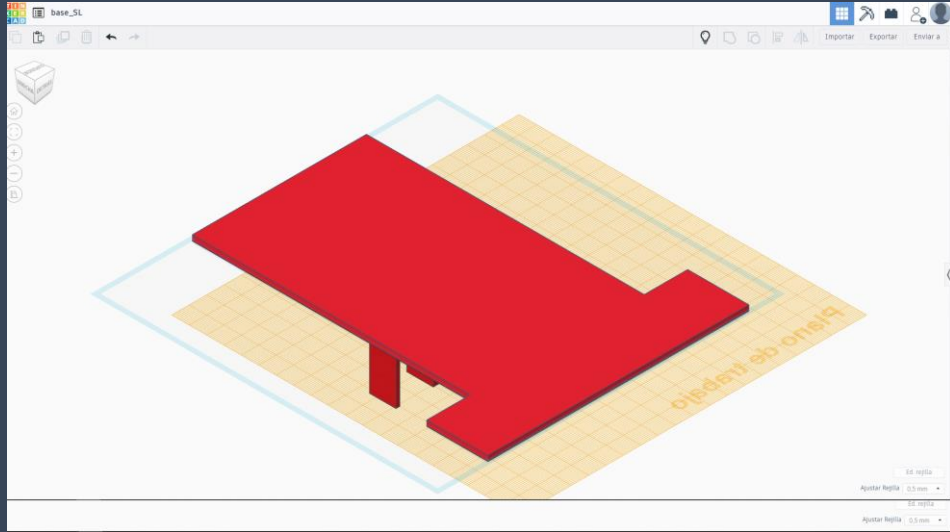 base_SL
Importar
Exportar
Enviar a
Plano de trabajo
Ed. rejilla
Ajustar Rejilla 0,5 mm
Ed. rejilla
Ajustar Rejilla 0,5 mm